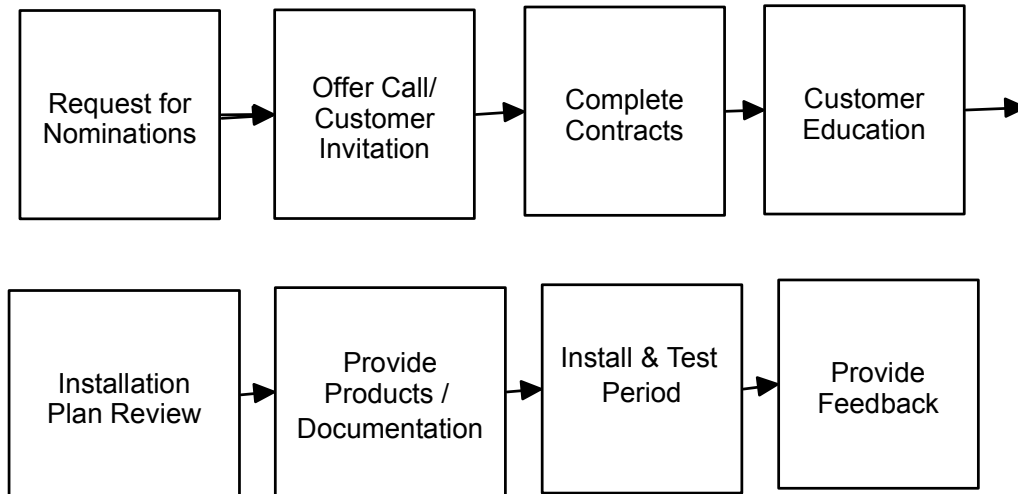 Request for
Nominations
Offer Call/
Customer
Invitation
Complete
Contracts
Customer
Education
Installation
Plan Review
Provide
Products /
Documentation
Install & Test
Period
Provide
Feedback